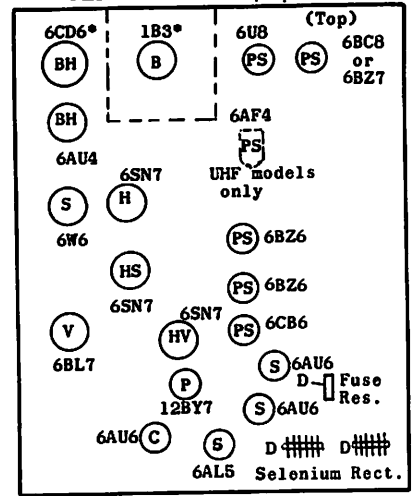 (Top)
6CD6*
1B3*
6U8
6BC8
or
6BZ7
BH
B
PS
PS
BH
6AU4
6AF4
PS
UHF models
only
6SN7
S
H
6W6
PS
6BZ6
HS
6SN7
PS
6BZ6
6SN7
V
HV
PS
6CB6
6BL7
S
6AU6
D
Fuse
Res.
P
12BY7
S
6AU6
6AU6
C
S
6AL5
D
D
Selenium Rect.